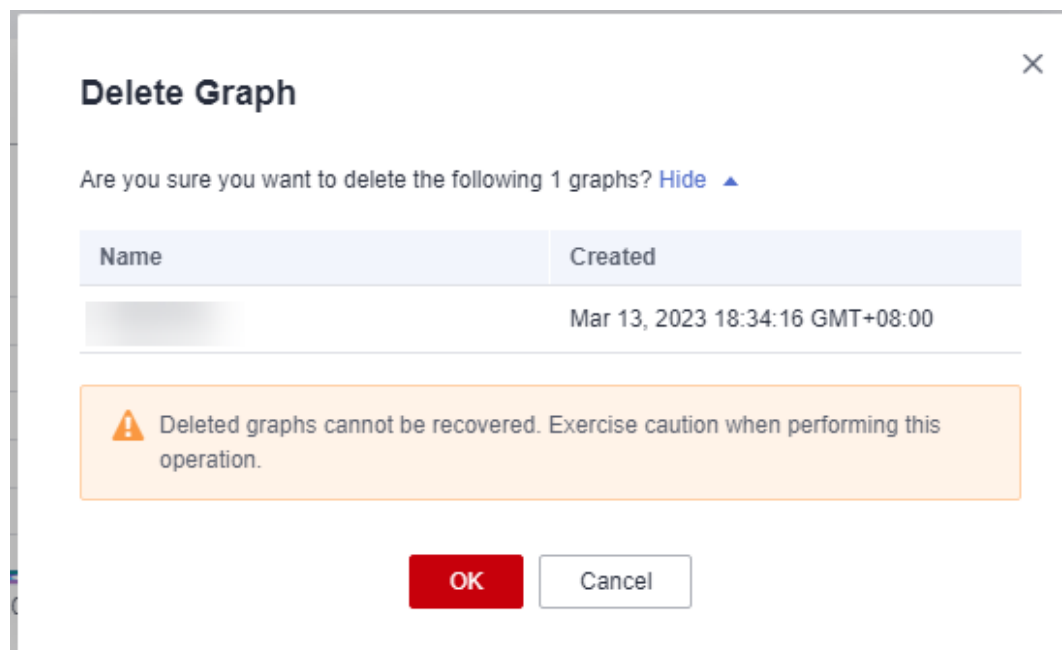 Delete Graph
Are you sure you want to delete the following 1 graphs? Hide
Name Created
Mar 13, 2023 18:34:16 GMT+08:00
Deleted graphs cannot be recovered. Exercise caution when performing this
operation.
OK Cancel